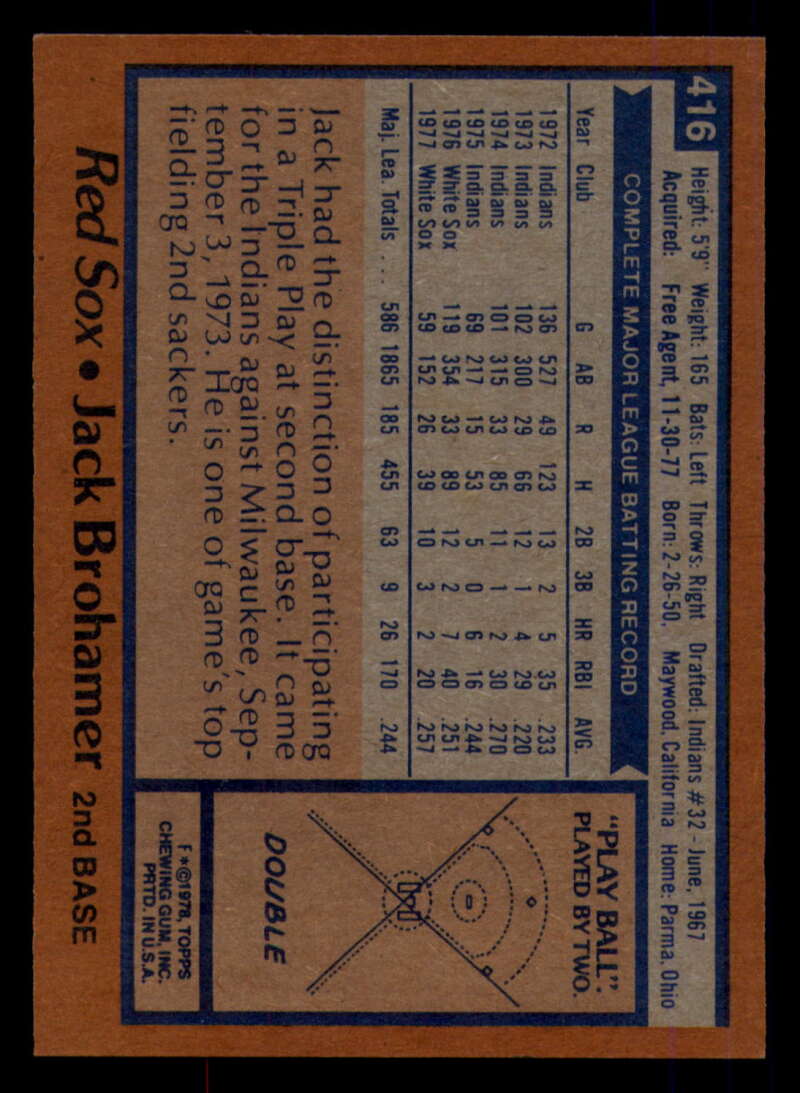 416
Height: 5'9" Weight: 165 Bats: Left Throws: Right Drafted: Indians #32 - June, 1967
Acquired: Free Agent, 11-30-77 Born: 2-26-50, Maywood, California Home: Parma, Ohio
COMPLETE MAJOR LEAGUE BATTING RECORD
Year Club G AB R H 2B 3B HR RBI AVG.
1972 Indians 136 527 49 123 13 2 5 35 .233
1973 Indians 102 300 29 66 12 1 4 29 .220
1974 Indians 101 315 33 85 11 1 2 30 .270
1975 Indians 69 217 15 53 5 0 6 16 .244
1976 White Sox 119 354 33 89 12 2 7 40 .251
1977 White Sox 59 152 26 39 10 3 2 20 .257
Maj. Lea. Totals . . . 586 1865 185 455 63 9 26 170 .244
Jack had the distinction of participating
in a Triple Play at second base. It came
for the Indians against Milwaukee, Sep-
tember 3, 1973. He is one of game's top
fielding 2nd sackers.
"PLAY BALL".
PLAYED BY TWO.
DOUBLE
F *©1978, TOPPS
CHEWING GUM, INC.
PRTD. IN U.S.A.
Red Sox • Jack Brohamer 2nd BASE